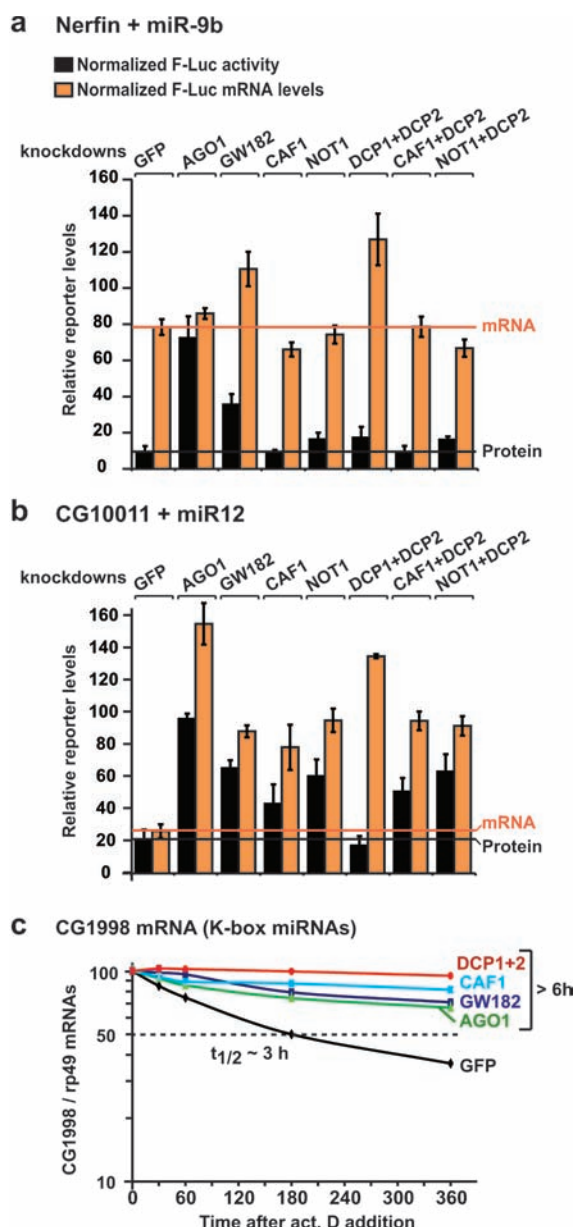 a Nerfin + miR-9b
Normalized F-Luc activity
Normalized F-Luc mRNA levels
knockdowns GFP AGO1 GW182 CAF1 NOT1 DCP1+DCP2 CAF1+DCP2 NOT1+DCP2
Relative reporter levels
160
140
120
100
80
60
40
20
0
mRNA
Protein
b CG10011 + miR12
knockdowns GFP AGO1 GW182 CAF1 NOT1 DCP1+DCP2 CAF1+DCP2 NOT1+DCP2
Relative reporter levels
160
140
120
100
80
60
40
20
0
mRNA
Protein
c CG1998 mRNA (K-box miRNAs)
CG1998 / rp49 mRNAs
100
50
10
DCP1+2
CAF1
GW182
AGO1
> 6h
GFP
t1/2 ~ 3 h
0 60 120 180 240 300 360
Time after act. D addition